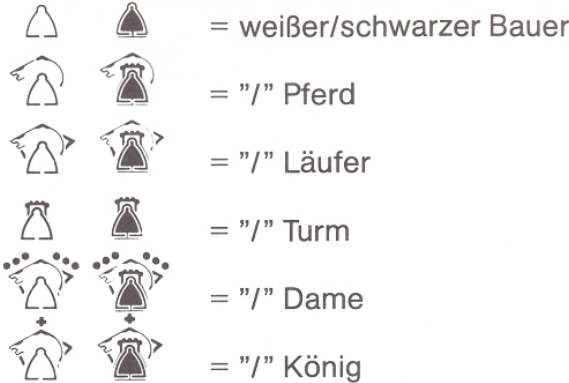 = weißer/schwarzer Bauer
= "/" Pferd
= "/" Läufer
= "/" Turm
= "/" Dame
= "/" König